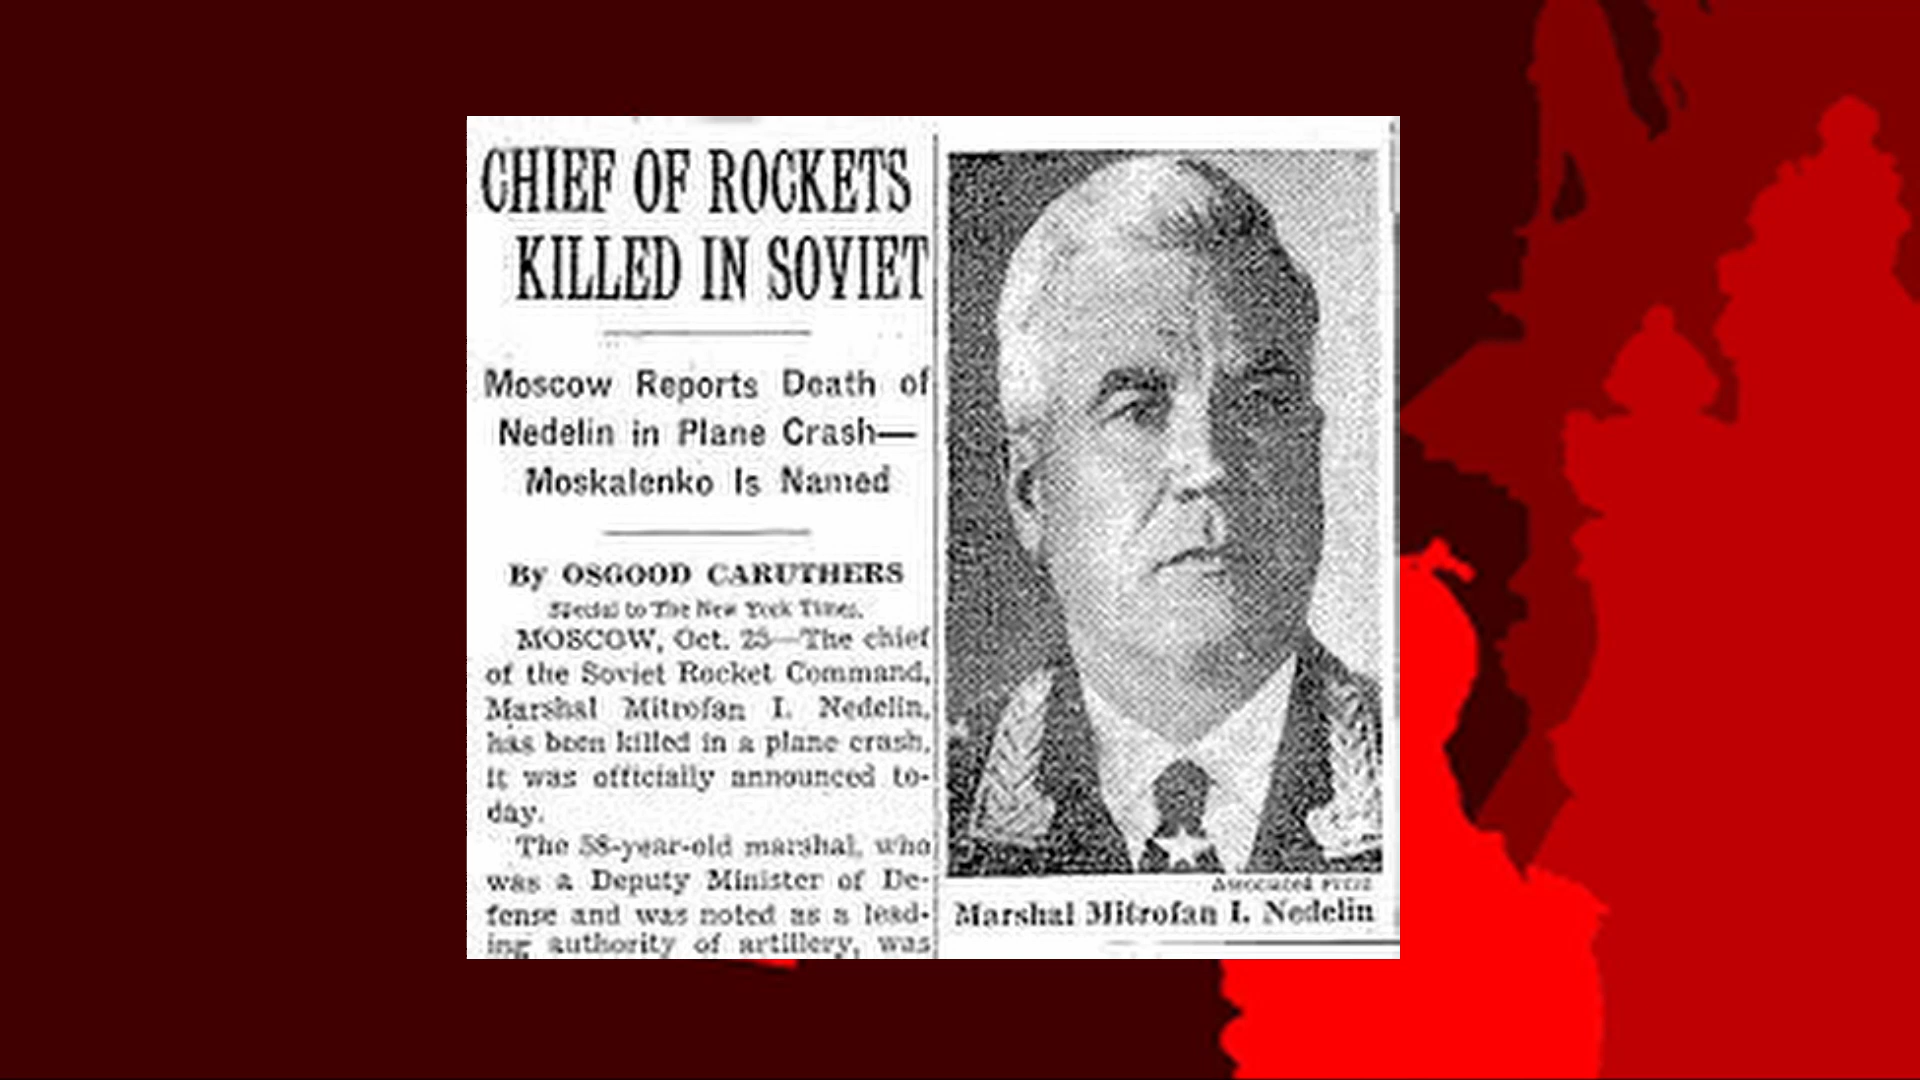 CHIEF OF ROCKETS
KILLED IN SOVIET
Moscow Reports Death of
Nedelin in Plane Crash—
Moskalenko Is Named
By OSGOOD CARUTHERS
Special to The New York Times.
MOSCOW, Oct. 25—The chief
of the Soviet Rocket Command,
Marshal Mitrofan I. Nedelin,
has been killed in a plane crash,
it was officially announced to-
day.
The 58-year-old marshal, who
was a Deputy Minister of De-
fense and was noted as a lead-
ing authority of artillery, was
Associated Press
Marshal Mitrofan I. Nedelin